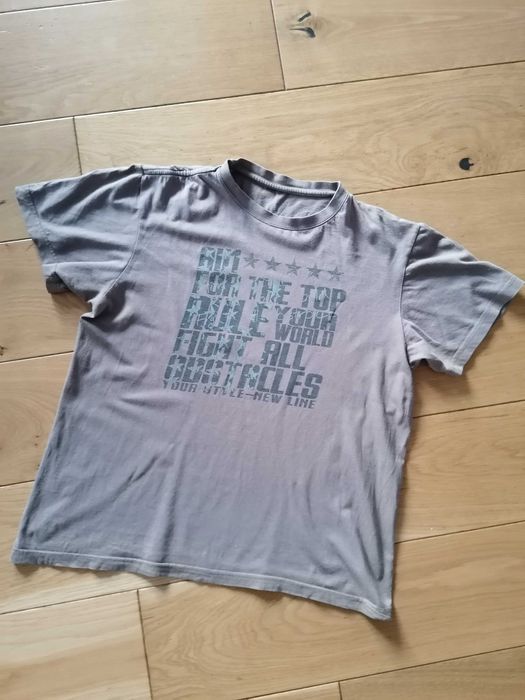 AIM ★★★★★
FOR THE TOP
RULE YOUR WORLD
FIGHT ALL
OBSTACLES
YOUR STYLE-NEW LINE